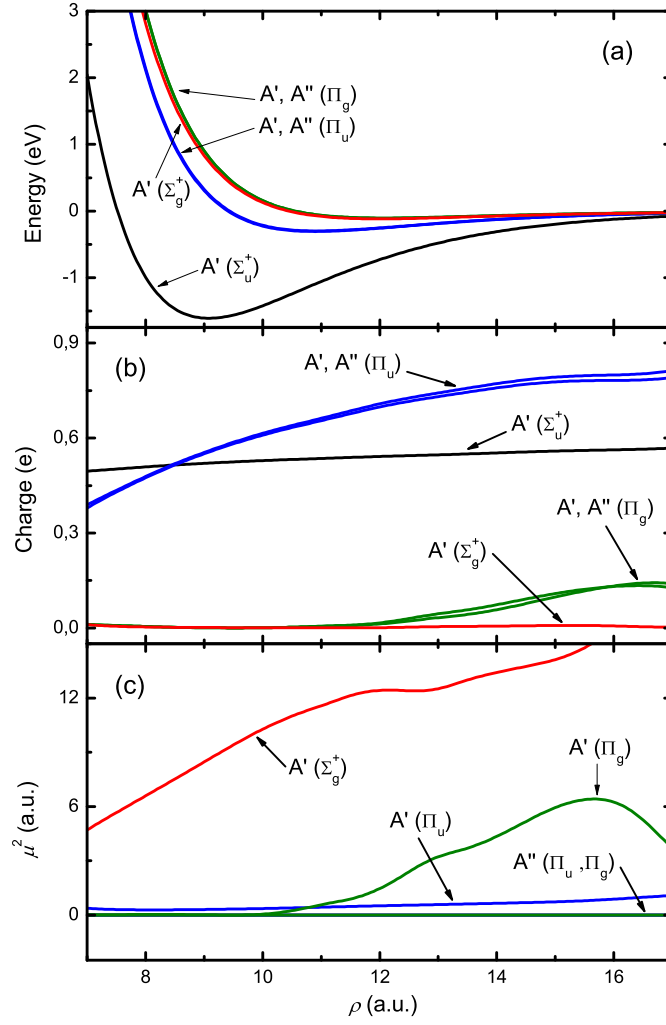 (a)
3
2
1
0
-1
Energy (eV)
A', A'' (Πg)
A', A'' (Πu)
A' (Σg+)
A' (Σu+)
(b)
0,9
0,6
0,3
0,0
Charge (e)
A', A'' (Πu)
A' (Σu+)
A', A'' (Πg)
A' (Σg+)
(c)
12
6
0
μ² (a.u.)
A' (Σg+)
A' (Πg)
A' (Πu)
A'' (Πu ,Πg)
8 10 12 14 16
ρ (a.u.)